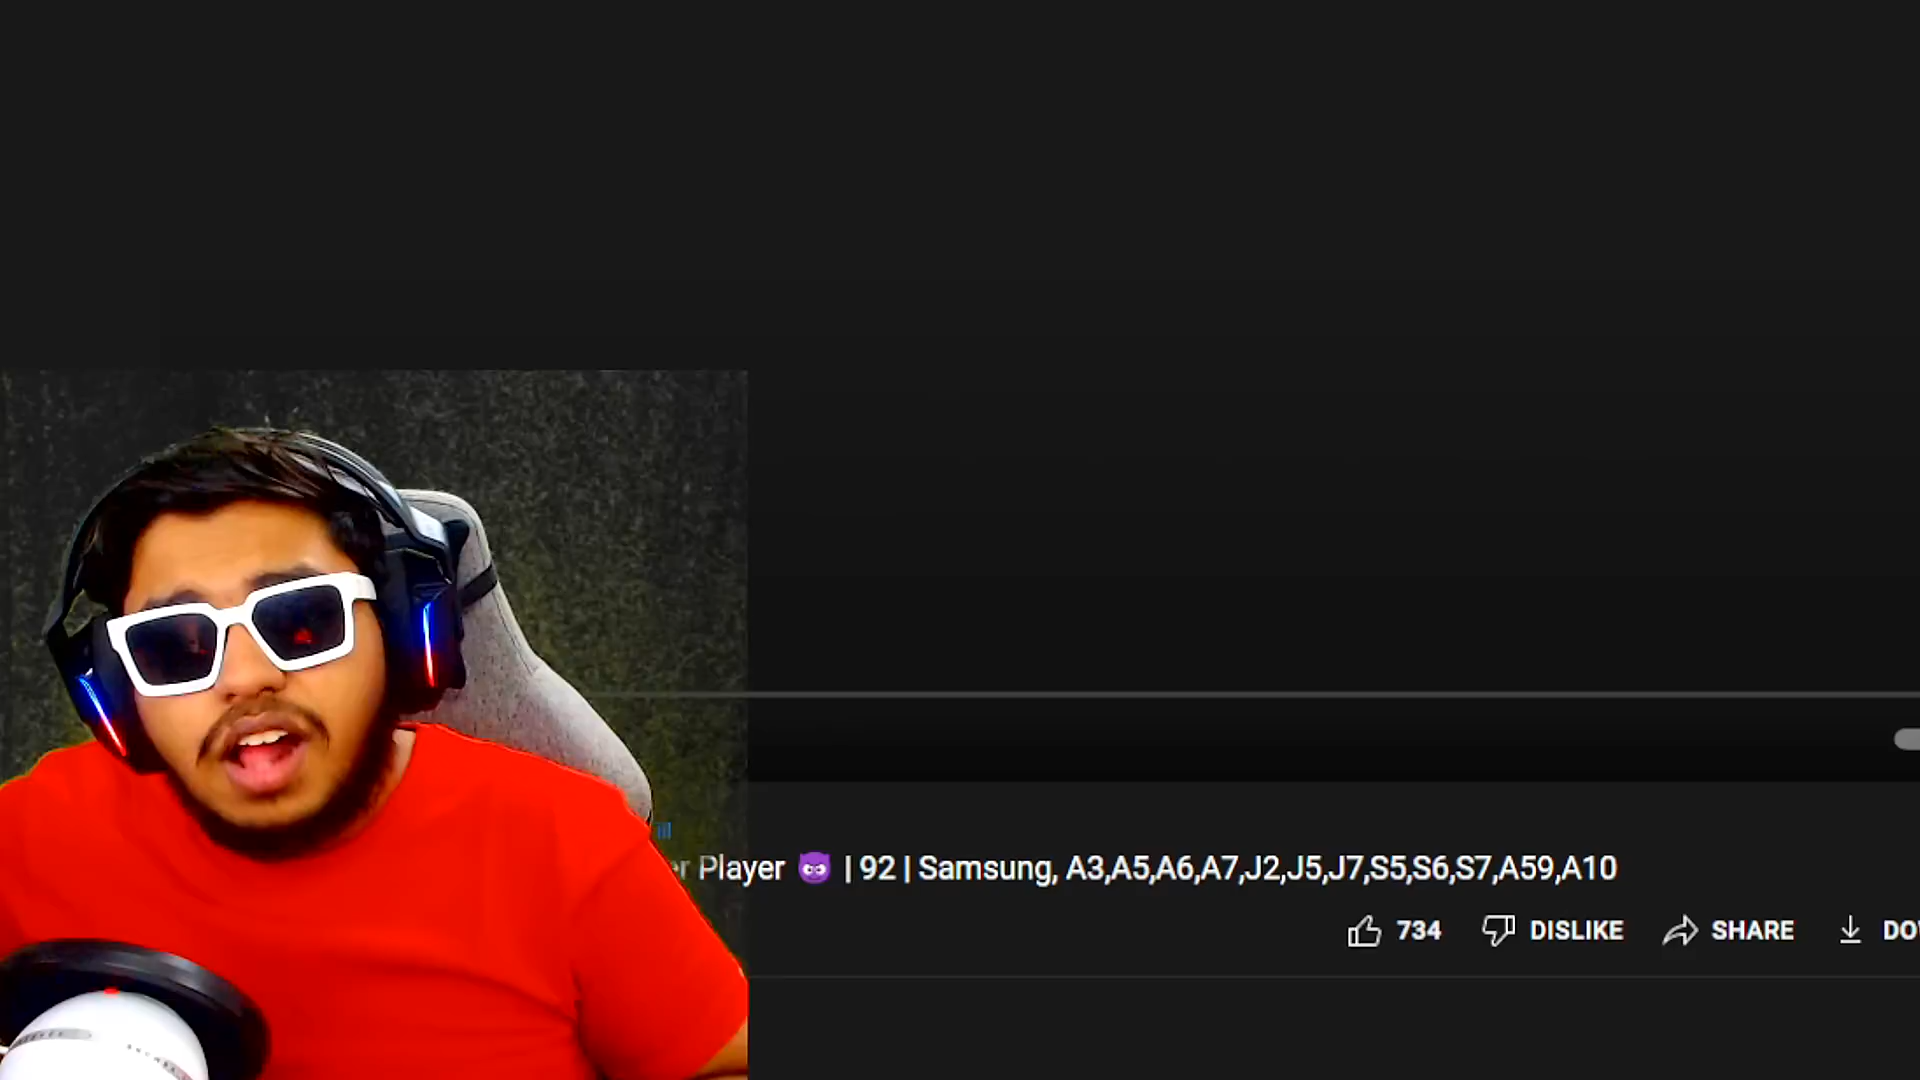 Player 😈 | 92 | Samsung, A3,A5,A6,A7,J2,J5,J7,S5,S6,S7,A59,A10
734 DISLIKE SHARE